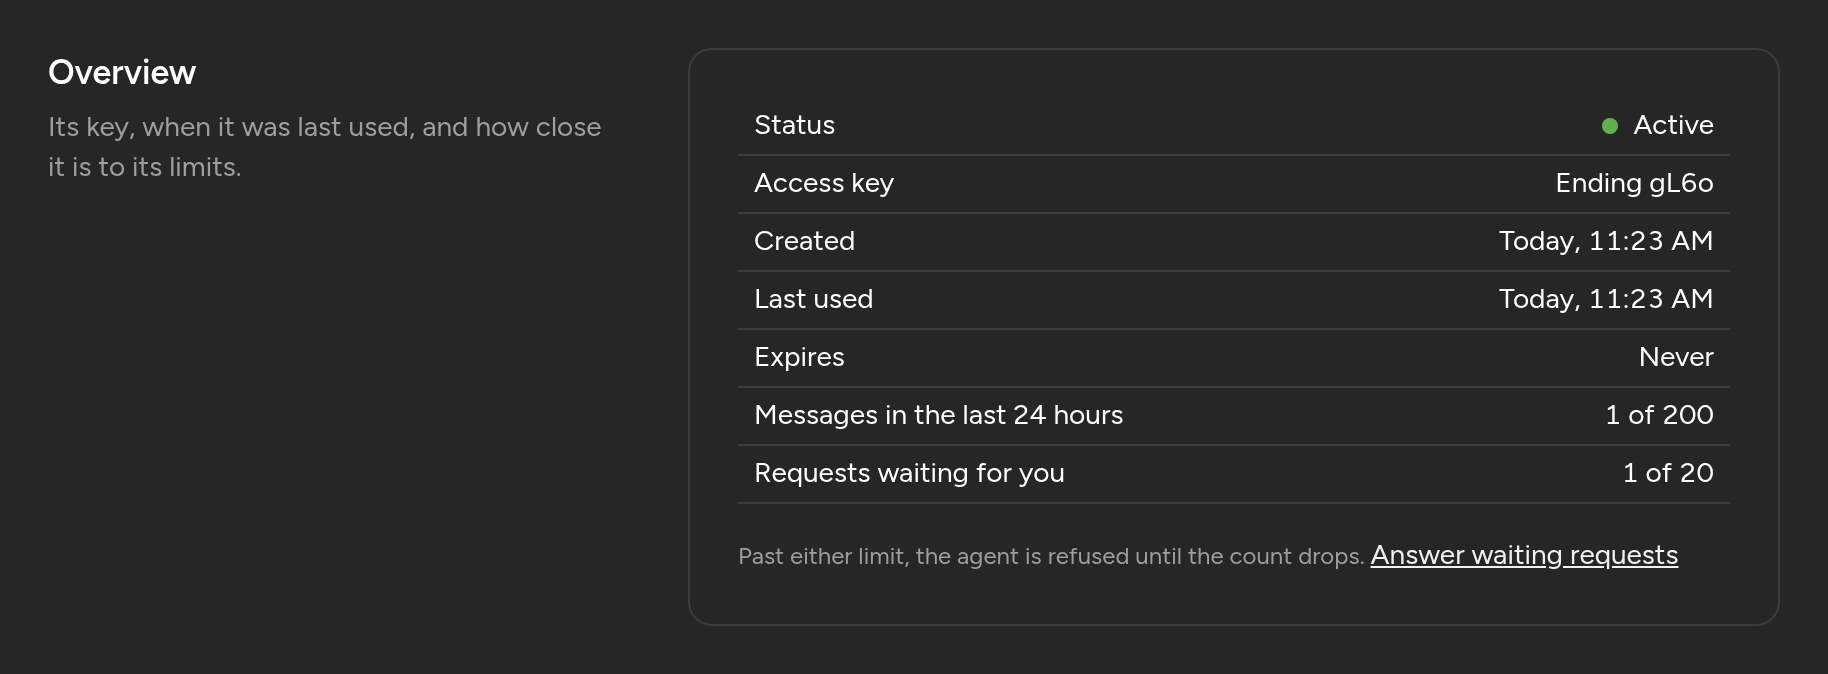 Overview
Its key, when it was last used, and how close
it is to its limits.
Status Active
Access key Ending gL6o
Created Today, 11:23 AM
Last used Today, 11:23 AM
Expires Never
Messages in the last 24 hours 1 of 200
Requests waiting for you 1 of 20
Past either limit, the agent is refused until the count drops. Answer waiting requests